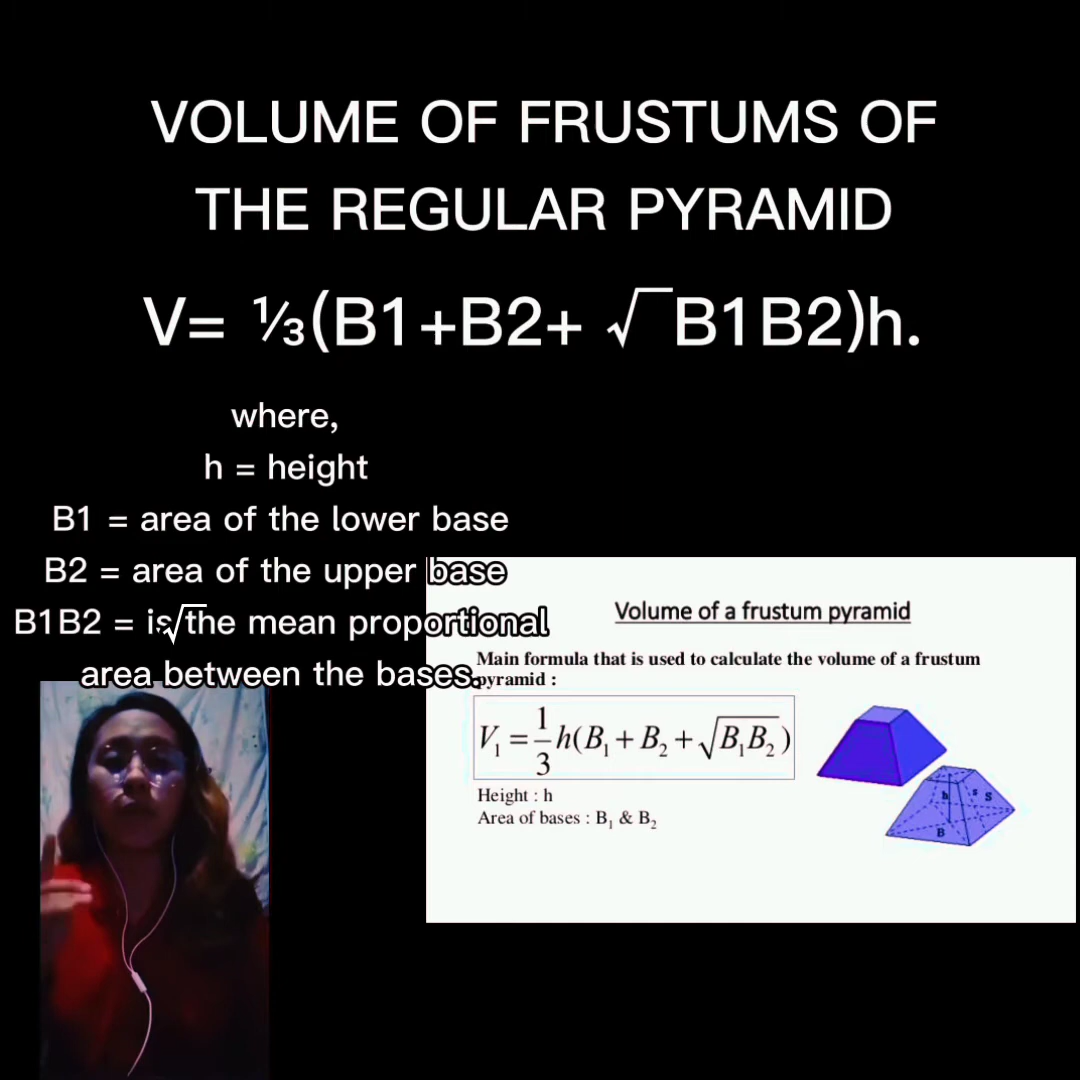 VOLUME OF FRUSTUMS OF
THE REGULAR PYRAMID
V= ⅓(B1+B2+ √‾B1B2)h.
where,
h = height
B1 = area of the lower base
B2 = area of the upper base
B1B2 = is√the mean proportional
area between the bases.
Volume of a frustum pyramid
Main formula that is used to calculate the volume of a frustum
pyramid :
V₁ = 1/3 h(B₁ + B₂ + √B₁B₂)
Height : h
Area of bases : B₁ & B₂
h s S
B